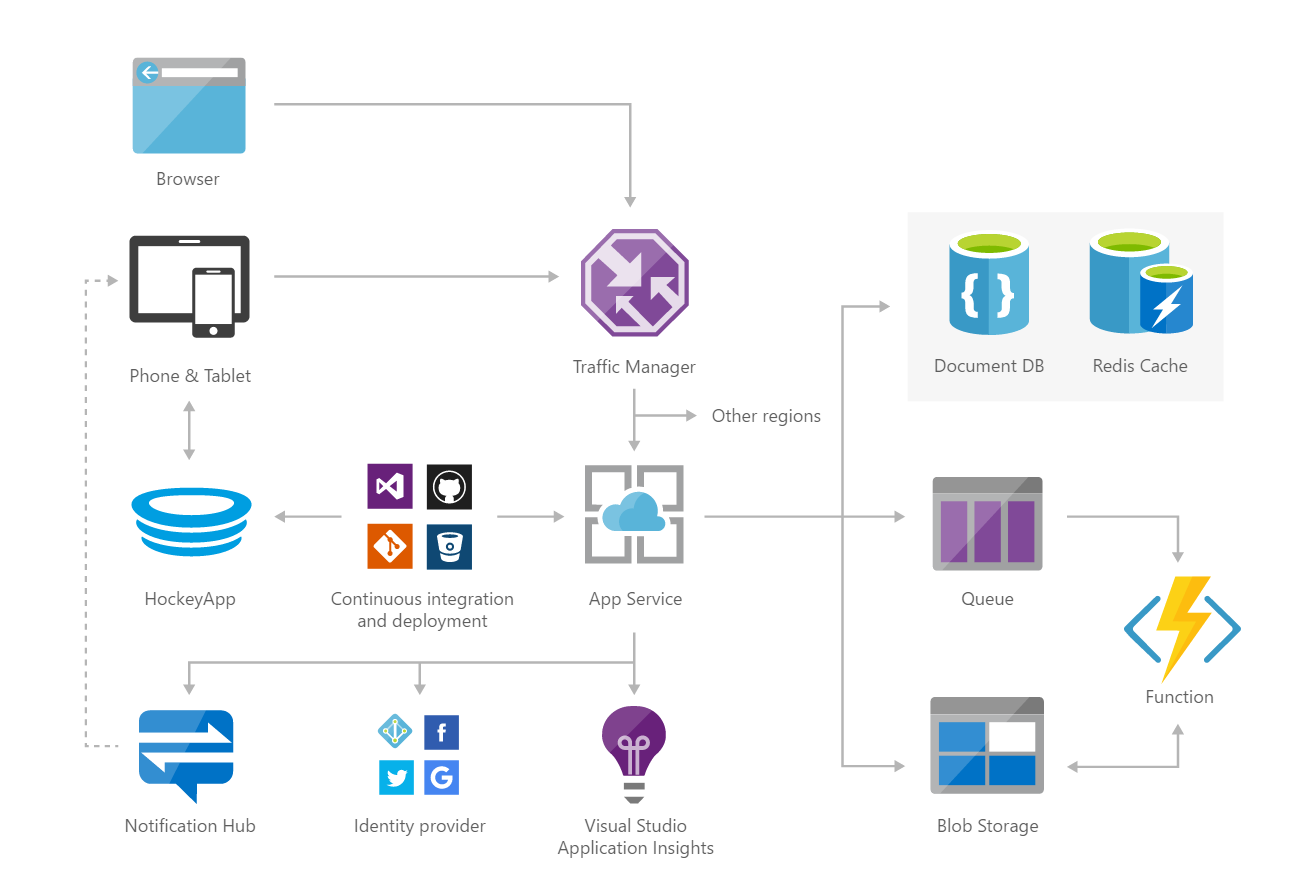 Browser
Phone & Tablet
Traffic Manager
Document DB
Redis Cache
Other regions
HockeyApp
Continuous integration
and deployment
App Service
Queue
Function
Notification Hub
Identity provider
f
G
Visual Studio
Application Insights
Blob Storage